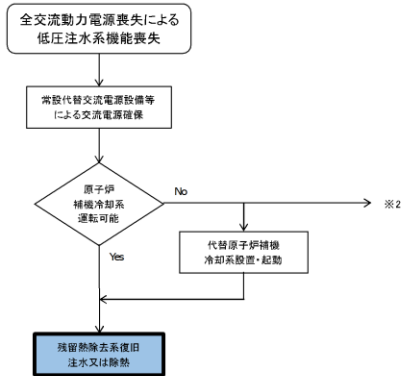 全交流動力電源喪失による
低圧注水系機能喪失
常設代替交流電源設備等
による交流電源確保
原子炉
補機冷却系
運転可能
No
※2
Yes
代替原子炉補機
冷却系設置・起動
残留熱除去系復旧
注水又は除熱